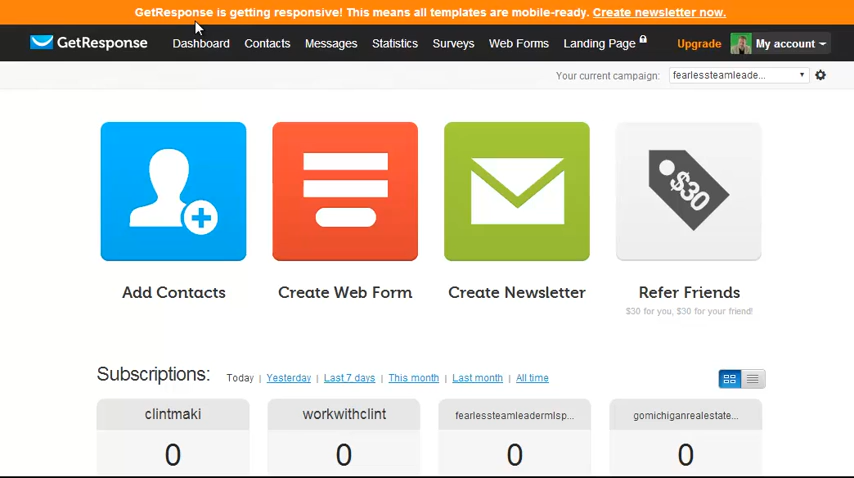 GetResponse is getting responsive! This means all templates are mobile-ready. Create newsletter now.
GetResponse Dashboard Contacts Messages Statistics Surveys Web Forms Landing Page Upgrade My account
Your current campaign: fearlessteamleade...
$30
Add Contacts Create Web Form Create Newsletter Refer Friends
$30 for you, $30 for your friend!
Subscriptions: Today | Yesterday | Last 7 days | This month | Last month | All time
clintmaki workwithclint fearlessteamleadermlsp... gomichiganrealestate...
0 0 0 0